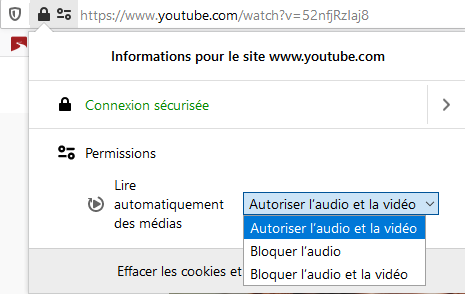 https://www.youtube.com/watch?v=52nfjRzIaj8
Informations pour le site www.youtube.com
Connexion sécurisée
Permissions
Lire
automatiquement
des médias
Autoriser l'audio et la vidéo
Autoriser l'audio et la vidéo
Bloquer l'audio
Bloquer l'audio et la vidéo
Effacer les cookies et